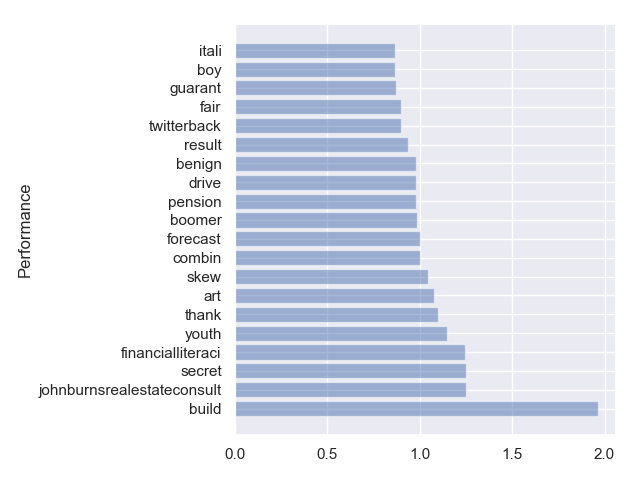 itali
boy
guarant
fair
twitterback
result
benign
drive
pension
boomer
forecast
combin
skew
art
thank
youth
financialliteraci
secret
johnburnsrealestateconsult
build
Performance
0.0 0.5 1.0 1.5 2.0